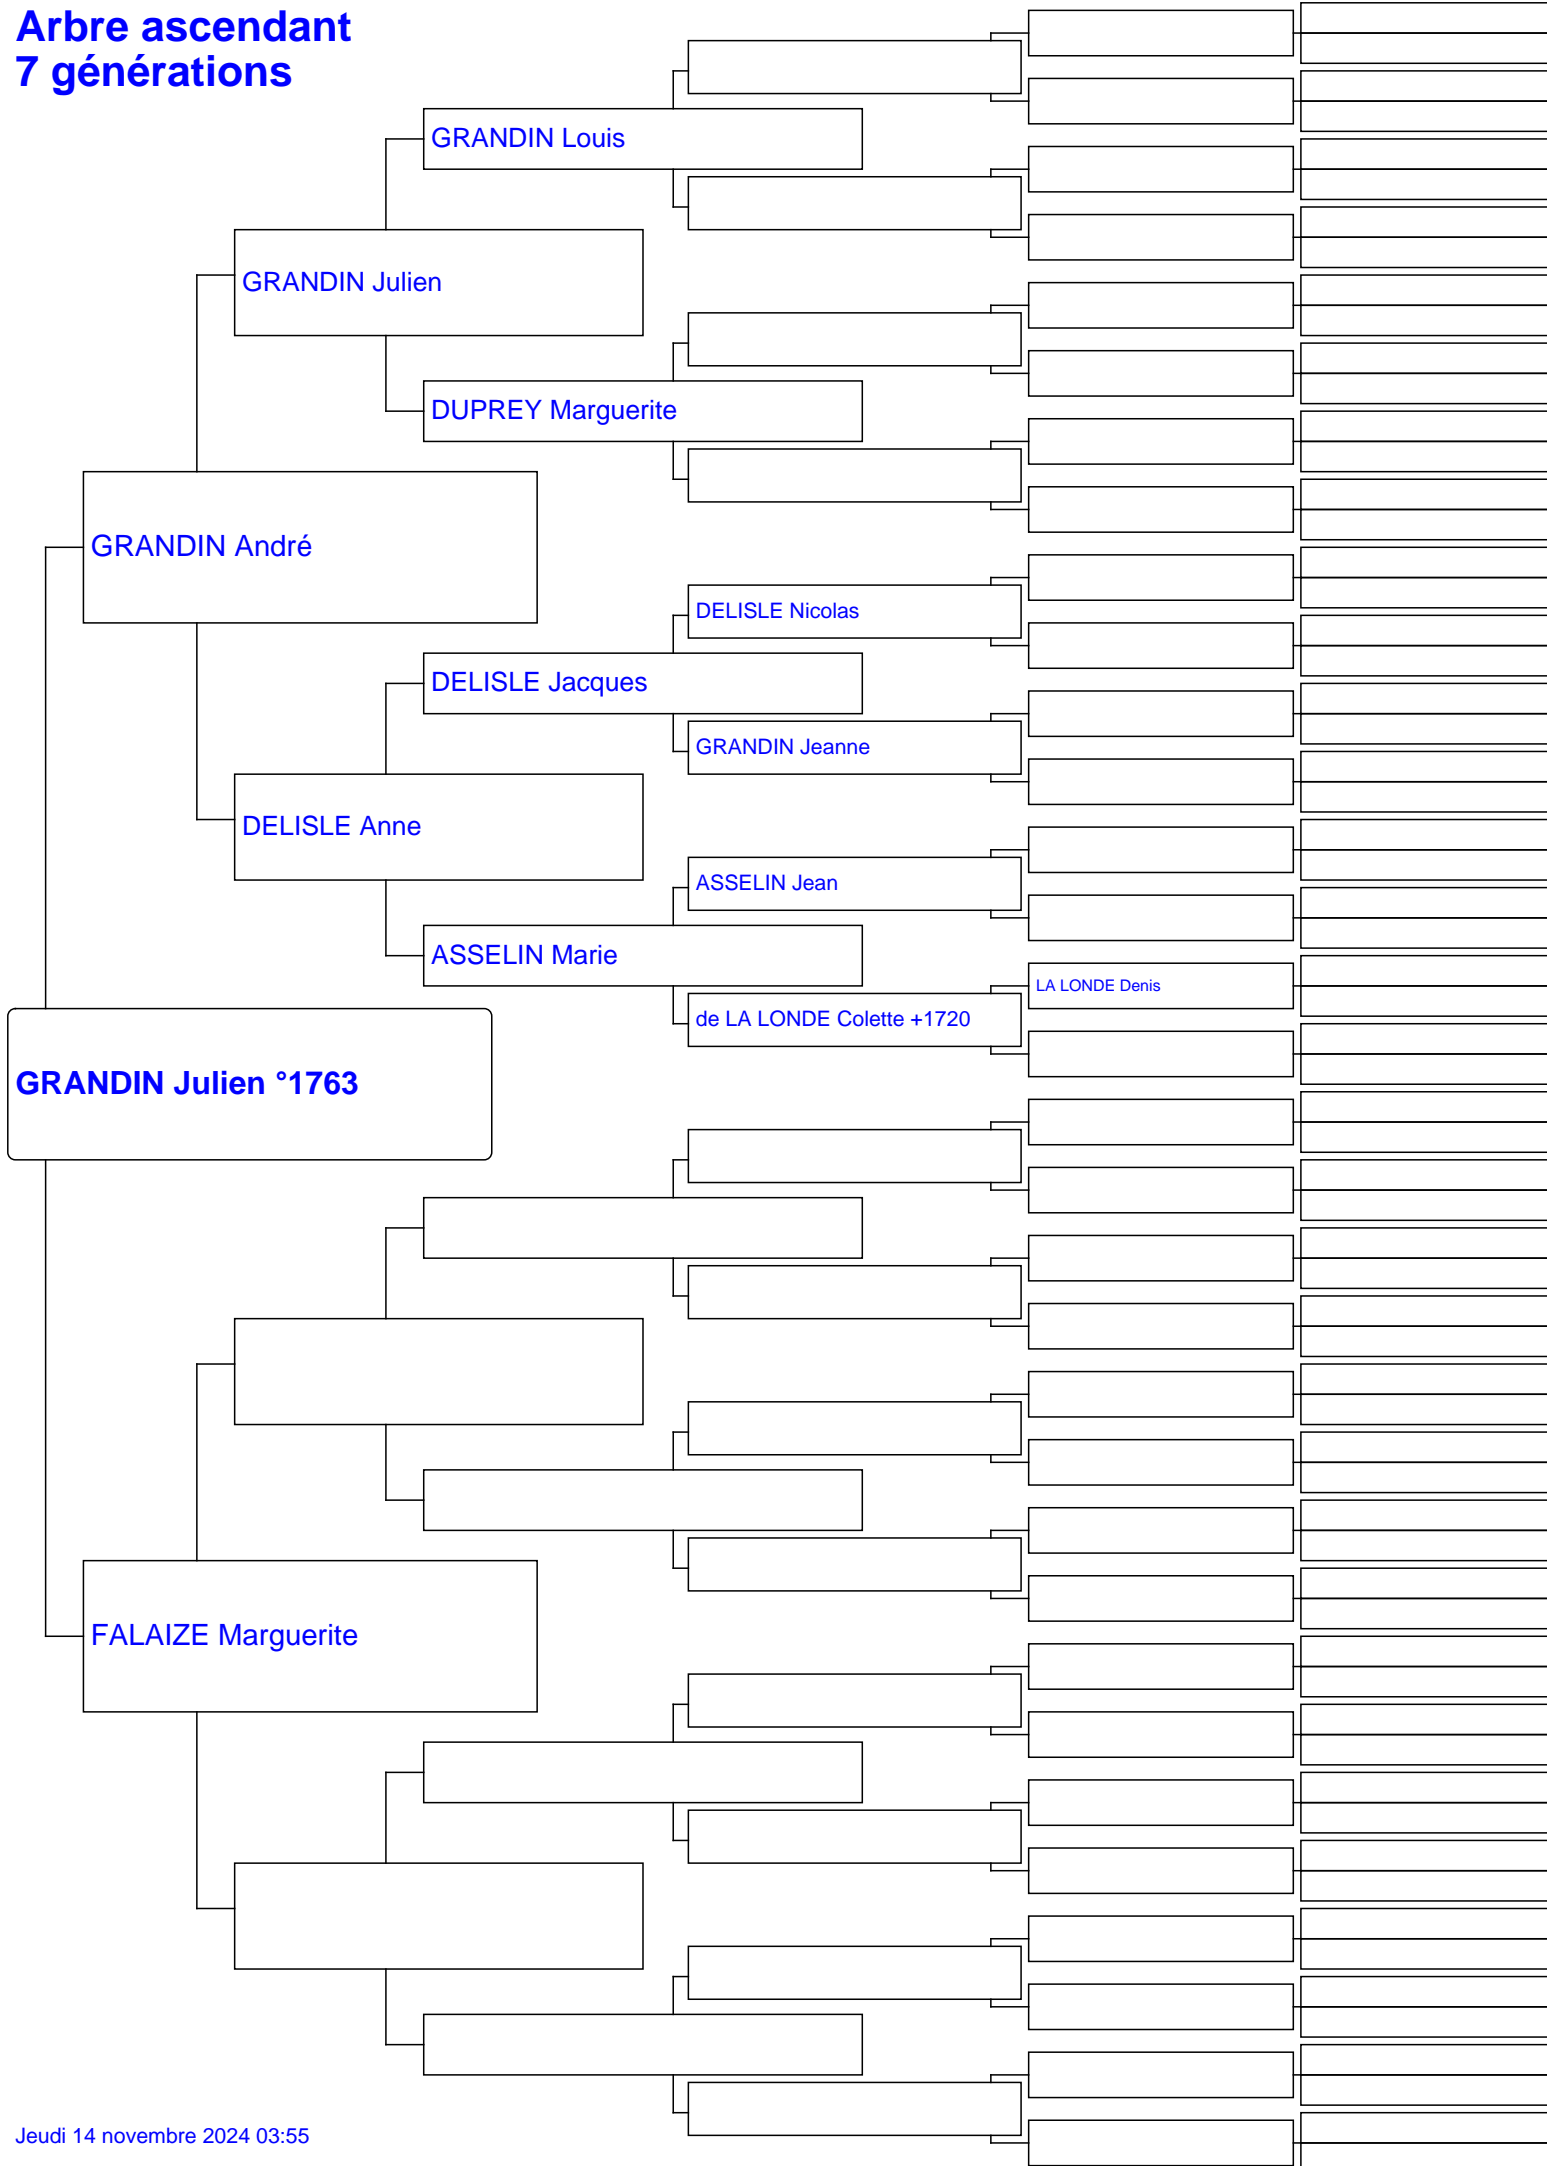 Arbre ascendant
7 générations
GRANDIN Louis
GRANDIN Julien
DUPREY Marguerite
GRANDIN André
DELISLE Nicolas
DELISLE Jacques
GRANDIN Jeanne
DELISLE Anne
ASSELIN Jean
ASSELIN Marie
LA LONDE Denis
de LA LONDE Colette +1720
GRANDIN Julien °1763
FALAIZE Marguerite
Jeudi 14 novembre 2024 03:55